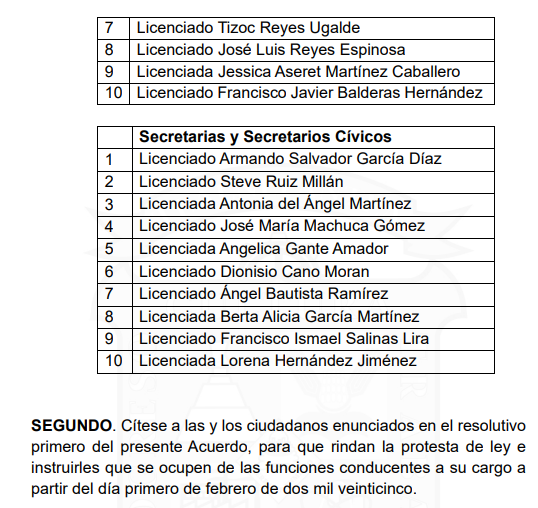 7 Licenciado Tizoc Reyes Ugalde
8 Licenciado José Luis Reyes Espinosa
9 Licenciada Jessica Aseret Martínez Caballero
10 Licenciado Francisco Javier Balderas Hernández
Secretarias y Secretarios Cívicos
1 Licenciado Armando Salvador García Díaz
2 Licenciado Steve Ruiz Millán
3 Licenciada Antonia del Ángel Martínez
4 Licenciado José María Machuca Gómez
5 Licenciada Angelica Gante Amador
6 Licenciado Dionisio Cano Moran
7 Licenciado Ángel Bautista Ramírez
8 Licenciada Berta Alicia García Martínez
9 Licenciado Francisco Ismael Salinas Lira
10 Licenciada Lorena Hernández Jiménez
SEGUNDO. Cítese a las y los ciudadanos enunciados en el resolutivo
primero del presente Acuerdo, para que rindan la protesta de ley e
instruirles que se ocupen de las funciones conducentes a su cargo a
partir del día primero de febrero de dos mil veinticinco.